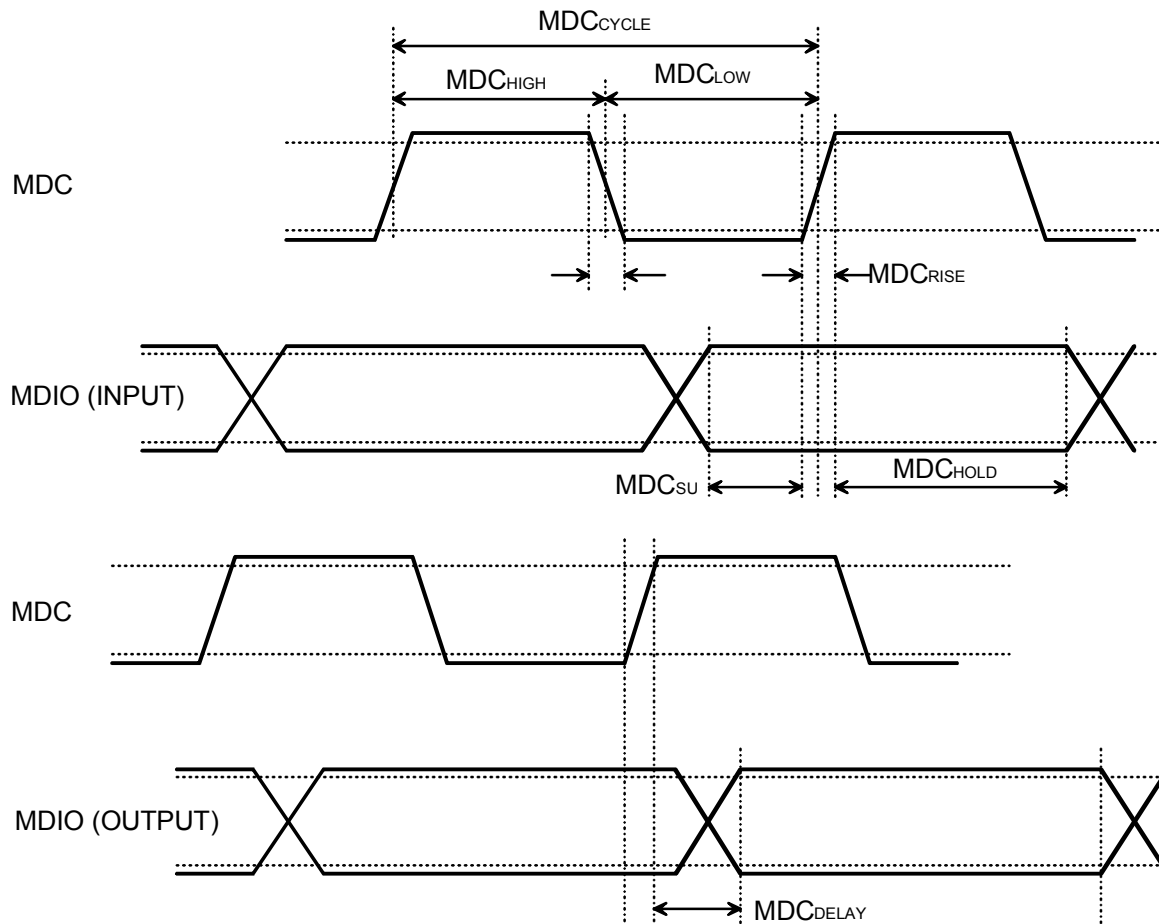 MDCCYCLE
MDCHIGH
MDCLOW
MDC
MDCRISE
MDIO (INPUT)
MDCSU
MDCHOLD
MDC
MDIO (OUTPUT)
MDCDELAY